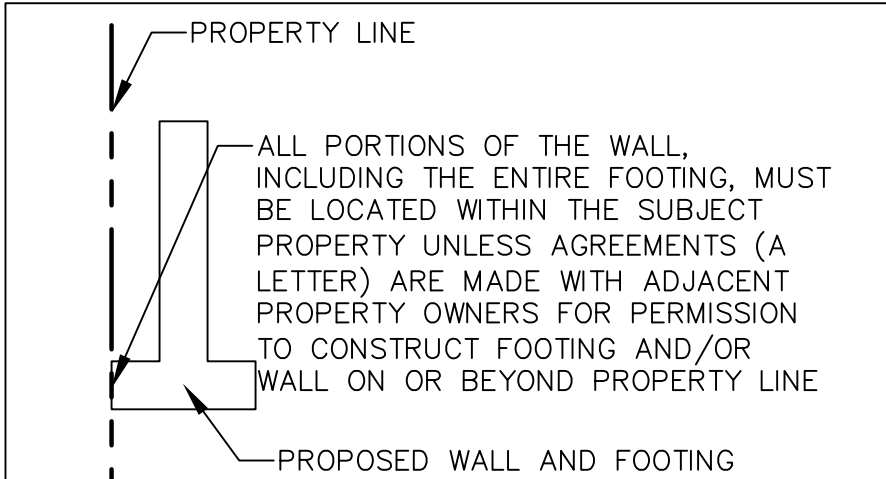 PROPERTY LINE
ALL PORTIONS OF THE WALL,
INCLUDING THE ENTIRE FOOTING, MUST
BE LOCATED WITHIN THE SUBJECT
PROPERTY UNLESS AGREEMENTS (A
LETTER) ARE MADE WITH ADJACENT
PROPERTY OWNERS FOR PERMISSION
TO CONSTRUCT FOOTING AND/OR
WALL ON OR BEYOND PROPERTY LINE
PROPOSED WALL AND FOOTING